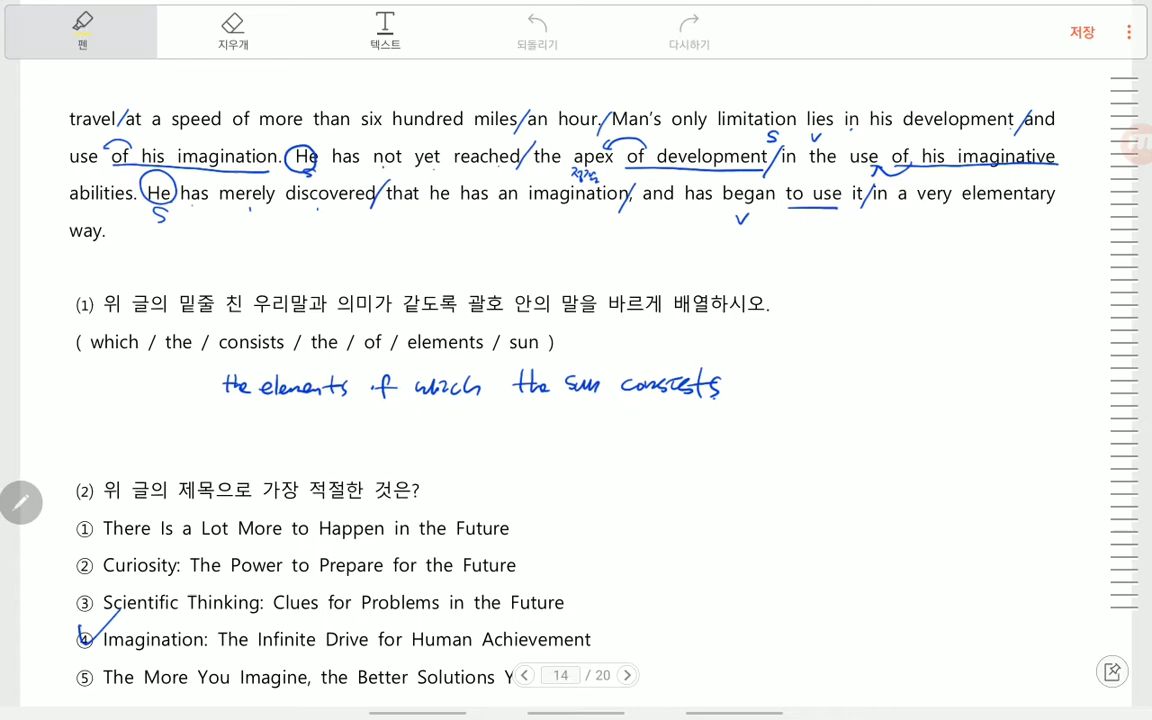 펜 지우개 텍스트 되돌리기 다시하기 저장
travel at a speed of more than six hundred miles an hour. Man's only limitation lies in his development and
S V
use of his imagination. He has not yet reached the apex of development in the use of his imaginative
S
abilities. He has merely discovered that he has an imagination, and has began to use it in a very elementary
S V
way.
(1) 위 글의 밑줄 친 우리말과 의미가 같도록 괄호 안의 말을 바르게 배열하시오.
( which / the / consists / the / of / elements / sun )
the elements of which the sun consists
(2) 위 글의 제목으로 가장 적절한 것은?
① There Is a Lot More to Happen in the Future
② Curiosity: The Power to Prepare for the Future
③ Scientific Thinking: Clues for Problems in the Future
④ Imagination: The Infinite Drive for Human Achievement
⑤ The More You Imagine, the Better Solutions Y
14 / 20